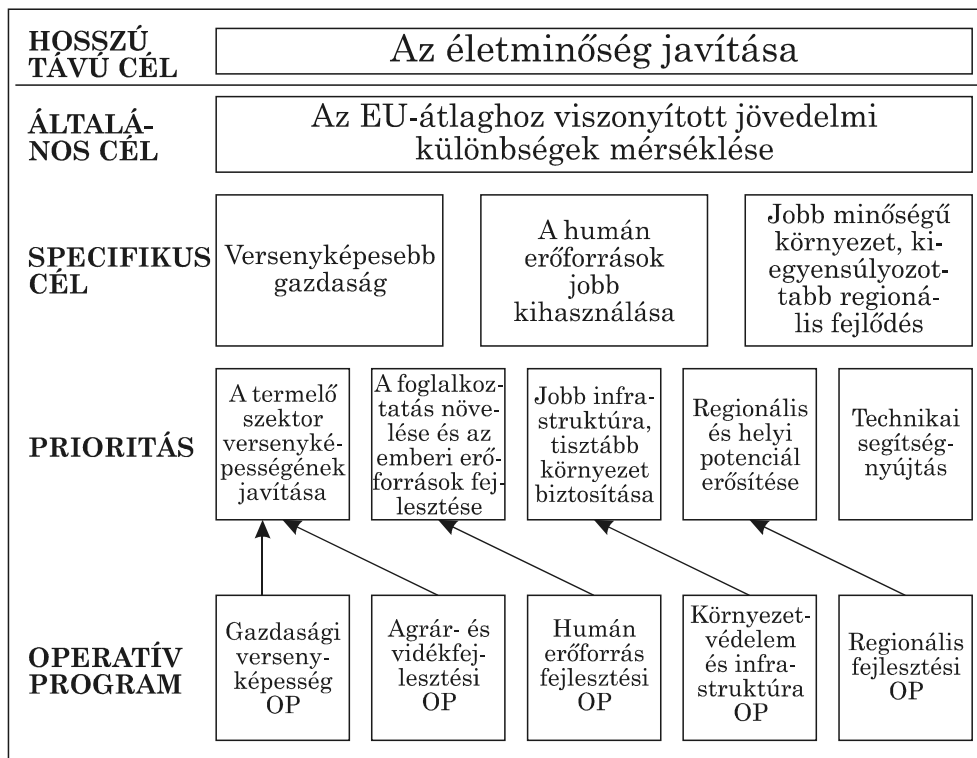 HOSSZÚ
TÁVÚ CÉL
Az életminőség javítása
ÁLTALÁ-
NOS CÉL
Az EU-átlaghoz viszonyított jövedelmi
különbségek mérséklése
SPECIFIKUS
CÉL
Versenyképesebb
gazdaság
A humán
erőforrások
jobb
kihasználása
Jobb minőségű
környezet, ki-
egyensúlyozot-
tabb regioná-
lis fejlődés
PRIORITÁS
A termelő
szektor
versenyké-
pességének
javítása
A foglalkoz-
tatás növe-
lése és az
emberi erő-
források fej-
lesztése
Jobb infra-
struktúra,
tisztább
környezet
biztosítása
Regionális
és helyi
potenciál
erősítése
Technikai
segítség-
nyújtás
OPERATÍV
PROGRAM
Gazdasági
verseny-
képesség
OP
Agrár- és
vidékfej-
lesztési
OP
Humán
erőforrás
fejlesztési
OP
Környezet-
védelem
és infra-
struktúra
OP
Regionális
fejlesztési
OP